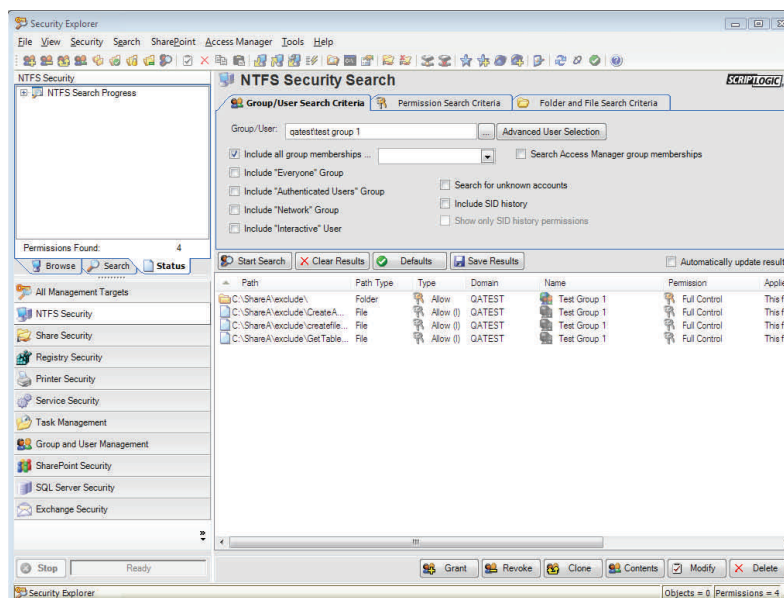 Security Explorer
File View Security Search SharePoint Access Manager Tools Help
NTFS Security
NTFS Search Progress
Permissions Found: 4
Browse Search Status
All Management Targets
NTFS Security
Share Security
Registry Security
Printer Security
Service Security
Task Management
Group and User Management
SharePoint Security
SQL Server Security
Exchange Security
Stop Ready
NTFS Security Search
SCRIPTLOGIC
Group/User Search Criteria Permission Search Criteria Folder and File Search Criteria
Group/User: qatest\test group 1 ... Advanced User Selection
Include all group memberships ... Search Access Manager group memberships
Include "Everyone" Group
Include "Authenticated Users" Group
Include "Network" Group
Include "Interactive" User
Search for unknown accounts
Include SID history
Show only SID history permissions
Start Search Clear Results Defaults Save Results Automatically update result
Path Path Type Type Domain Name Permission Applie
C:\ShareA\exclude\ Folder Allow QATEST Test Group 1 Full Control This f
C:\ShareA\exclude\CreateA... File Allow (I) QATEST Test Group 1 Full Control This f
C:\ShareA\exclude\createfile... File Allow (I) QATEST Test Group 1 Full Control This f
C:\ShareA\exclude\GetTable... File Allow (I) QATEST Test Group 1 Full Control This f
Grant Revoke Clone Contents Modify Delete
Security Explorer Objects = 0 Permissions = 4